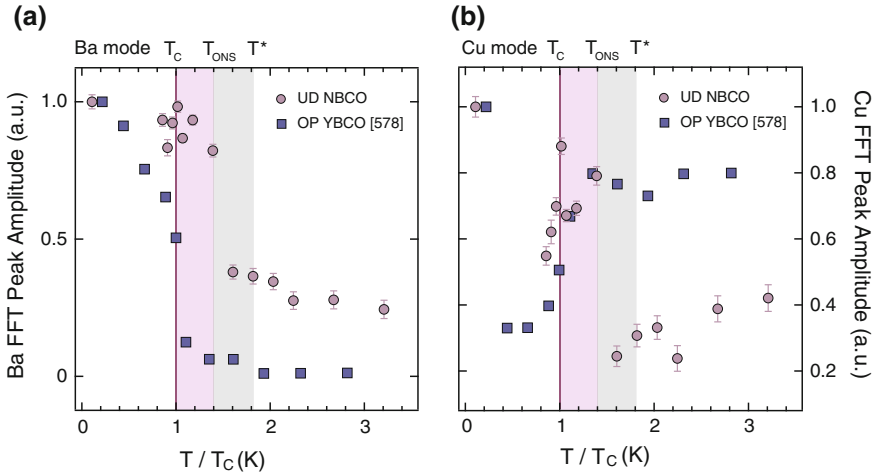 (a)
Ba mode T_C T_ONS T*
UD NBCO
OP YBCO [578]
Ba FFT Peak Amplitude (a.u.)
1.0
0.5
0
0 1 2 3
T / T_C (K)
(b)
Cu mode T_C T_ONS T*
UD NBCO
OP YBCO [578]
Cu FFT Peak Amplitude (a.u.)
1.0
0.8
0.6
0.4
0.2
0 1 2 3
T / T_C (K)